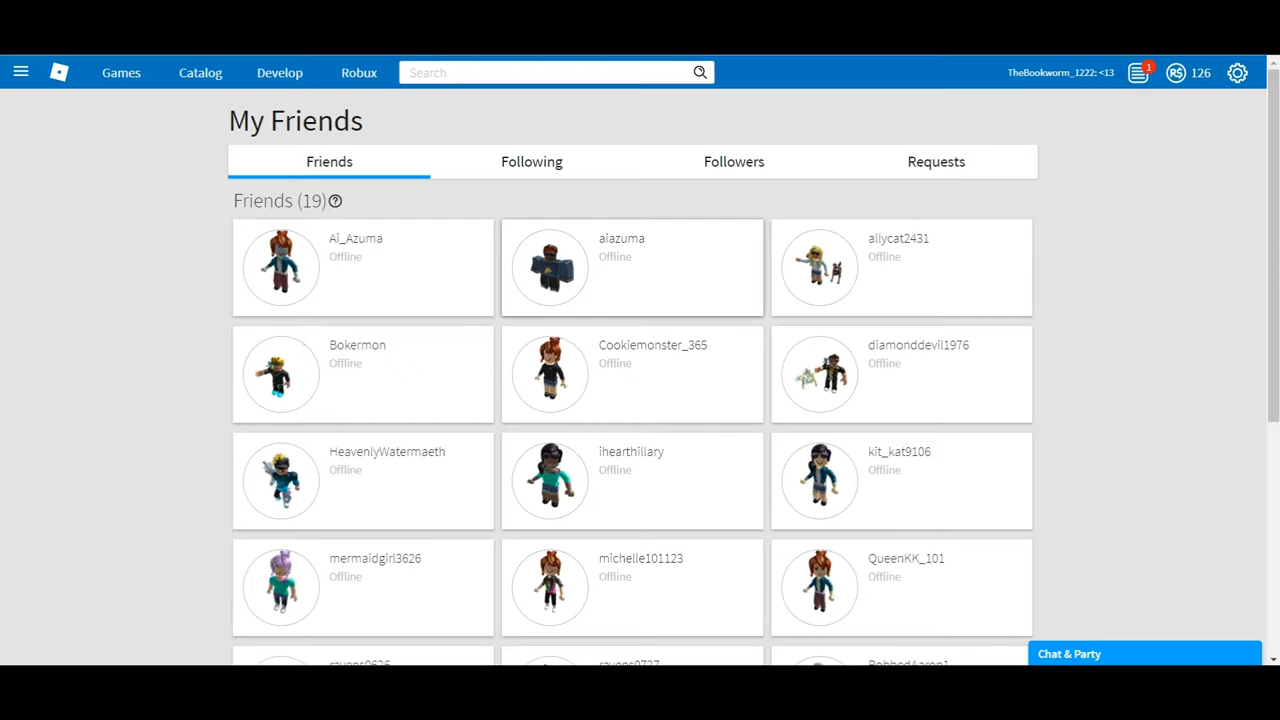 Games Catalog Develop Robux Search TheBookworm_1222: <13 1 R$ 126
My Friends
Friends Following Followers Requests
Friends (19) ?
Ai_Azuma aiazuma allycat2431
Offline Offline Offline
Bokermon Cookiemonster_365 diamonddevil1976
Offline Offline Offline
HeavenlyWatermaeth ihearthillary kit_kat9106
Offline Offline Offline
mermaidgirl3626 michelle101123 QueenKK_101
Offline Offline Offline
Chat & Party